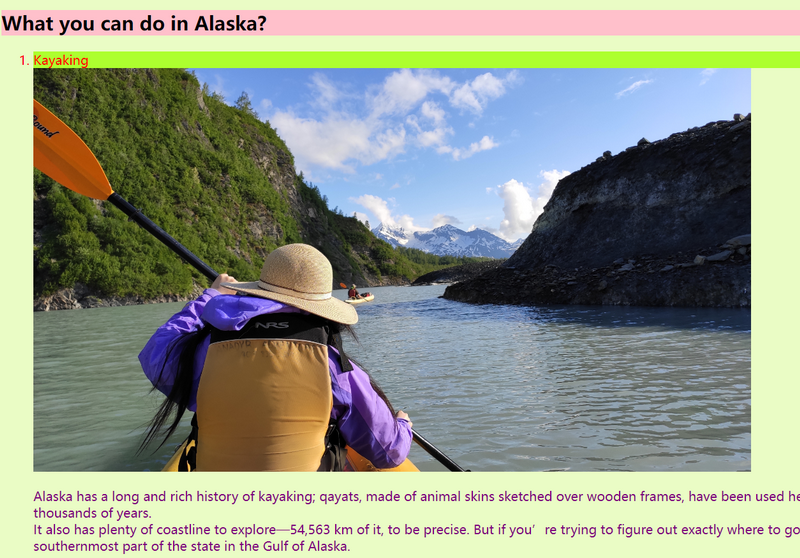 What you can do in Alaska?
1. Kayaking
Bound
NRS
Alaska has a long and rich history of kayaking; qayats, made of animal skins sketched over wooden frames, have been used
thousands of years.
It also has plenty of coastline to explore—54,563 km of it, to be precise. But if you’re trying to figure out exactly where to go
southernmost part of the state in the Gulf of Alaska.